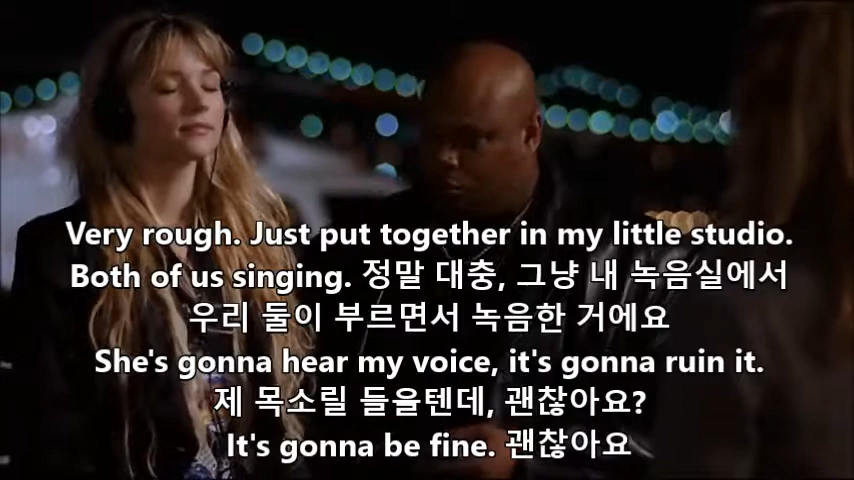 Very rough. Just put together in my little studio.
Both of us singing. 정말 대충, 그냥 내 녹음실에서
우리 둘이 부르면서 녹음한 거에요
She's gonna hear my voice, it's gonna ruin it.
제 목소릴 들을텐데, 괜찮아요?
It's gonna be fine. 괜찮아요